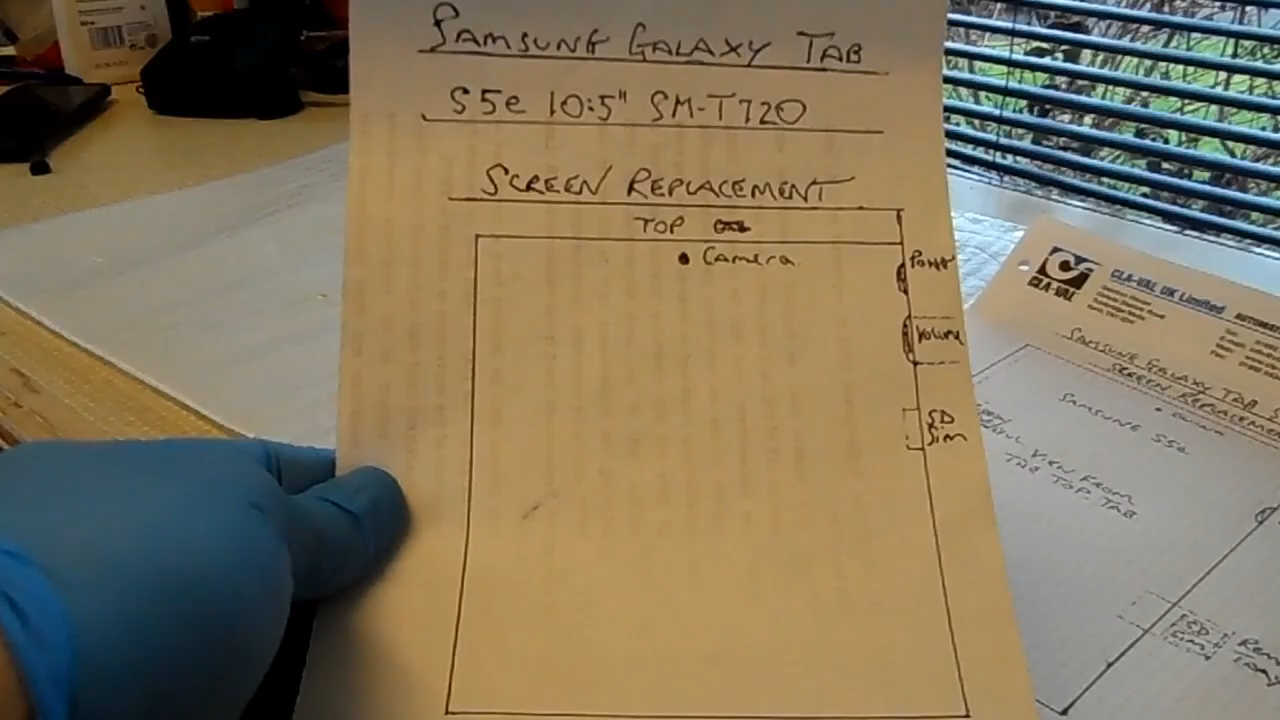 SAMSUNG GALAXY TAB
S5e 10:5" SM-T720
SCREEN REPLACEMENT
TOP
Camera
Power
Volume
SD
Sim
CLA-VAL
CLA-VAL UK Limited
SAMSUNG GALAXY TAB S
SCREEN REPLACEMENT
SAMSUNG S5e
VIEW FROM
TOP TAB
SD
Sim